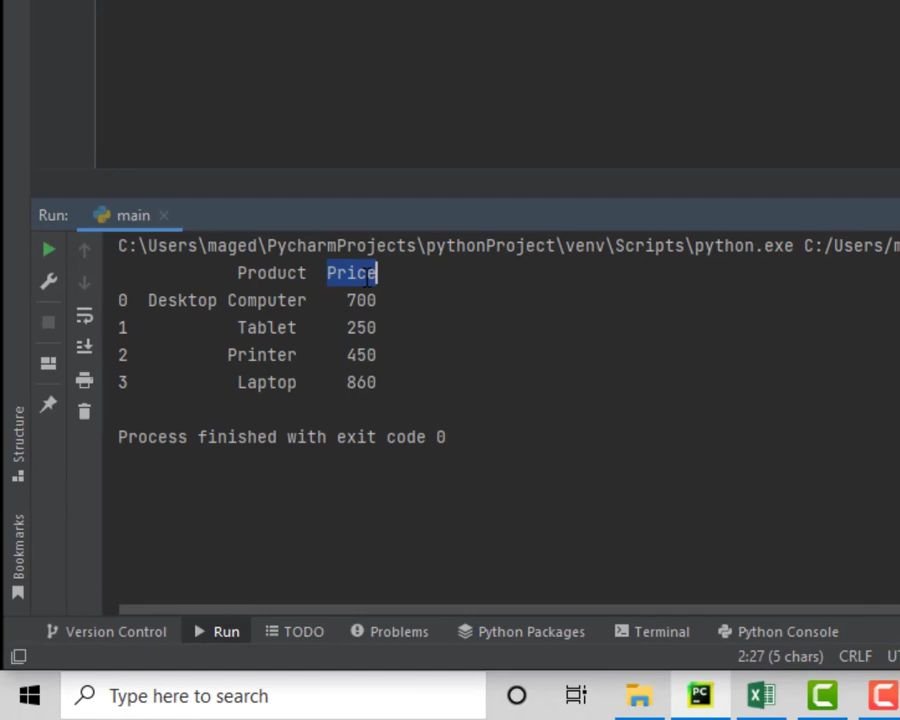 Run: main
C:\Users\maged\PycharmProjects\pythonProject\venv\Scripts\python.exe C:/Users/m
Product Price
0 Desktop Computer 700
1 Tablet 250
2 Printer 450
3 Laptop 860
Process finished with exit code 0
Structure
Bookmarks
Version Control Run TODO Problems Python Packages Terminal Python Console
2:27 (5 chars) CRLF U
PC
Type here to search